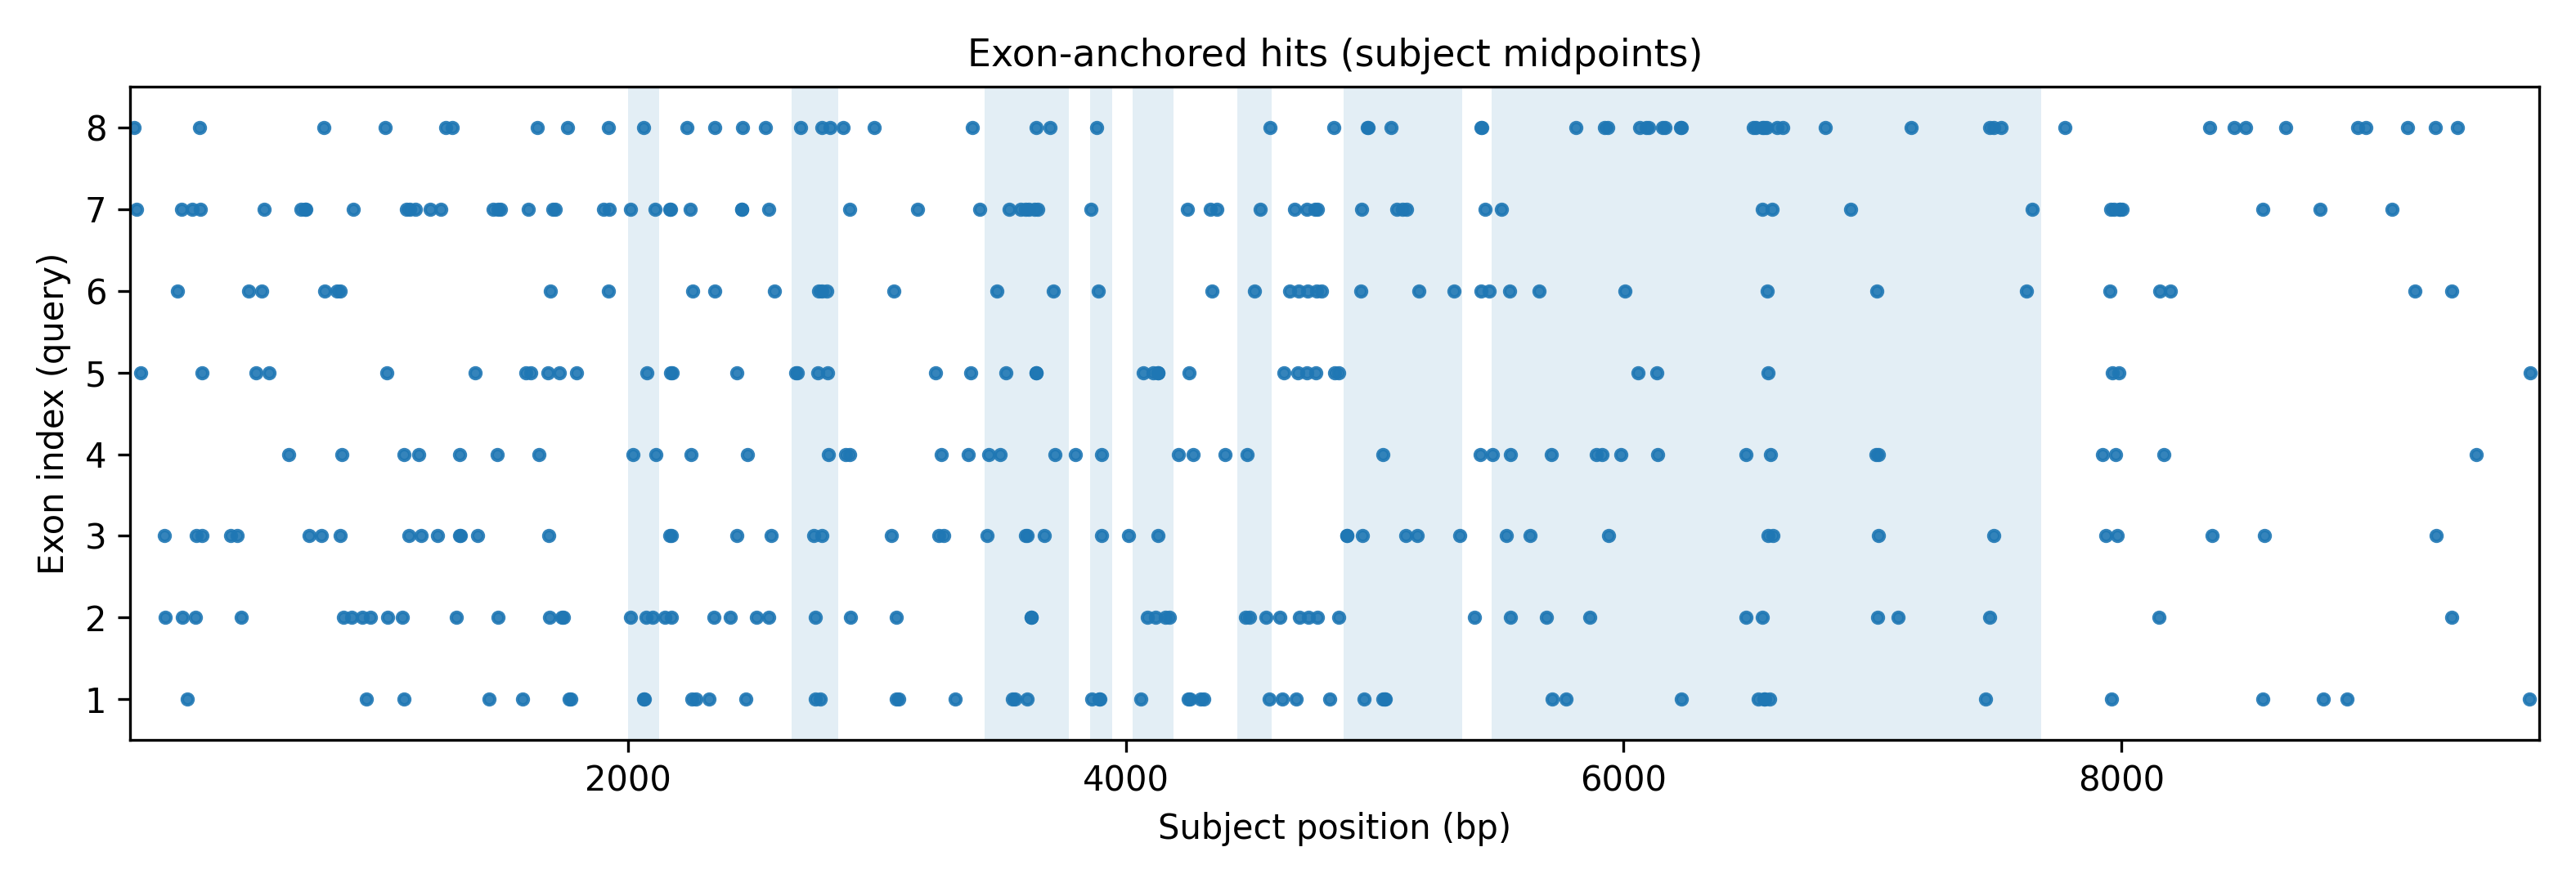 Exon-anchored hits (subject midpoints)
Exon index (query)
8
7
6
5
4
3
2
1
2000 4000 6000 8000
Subject position (bp)